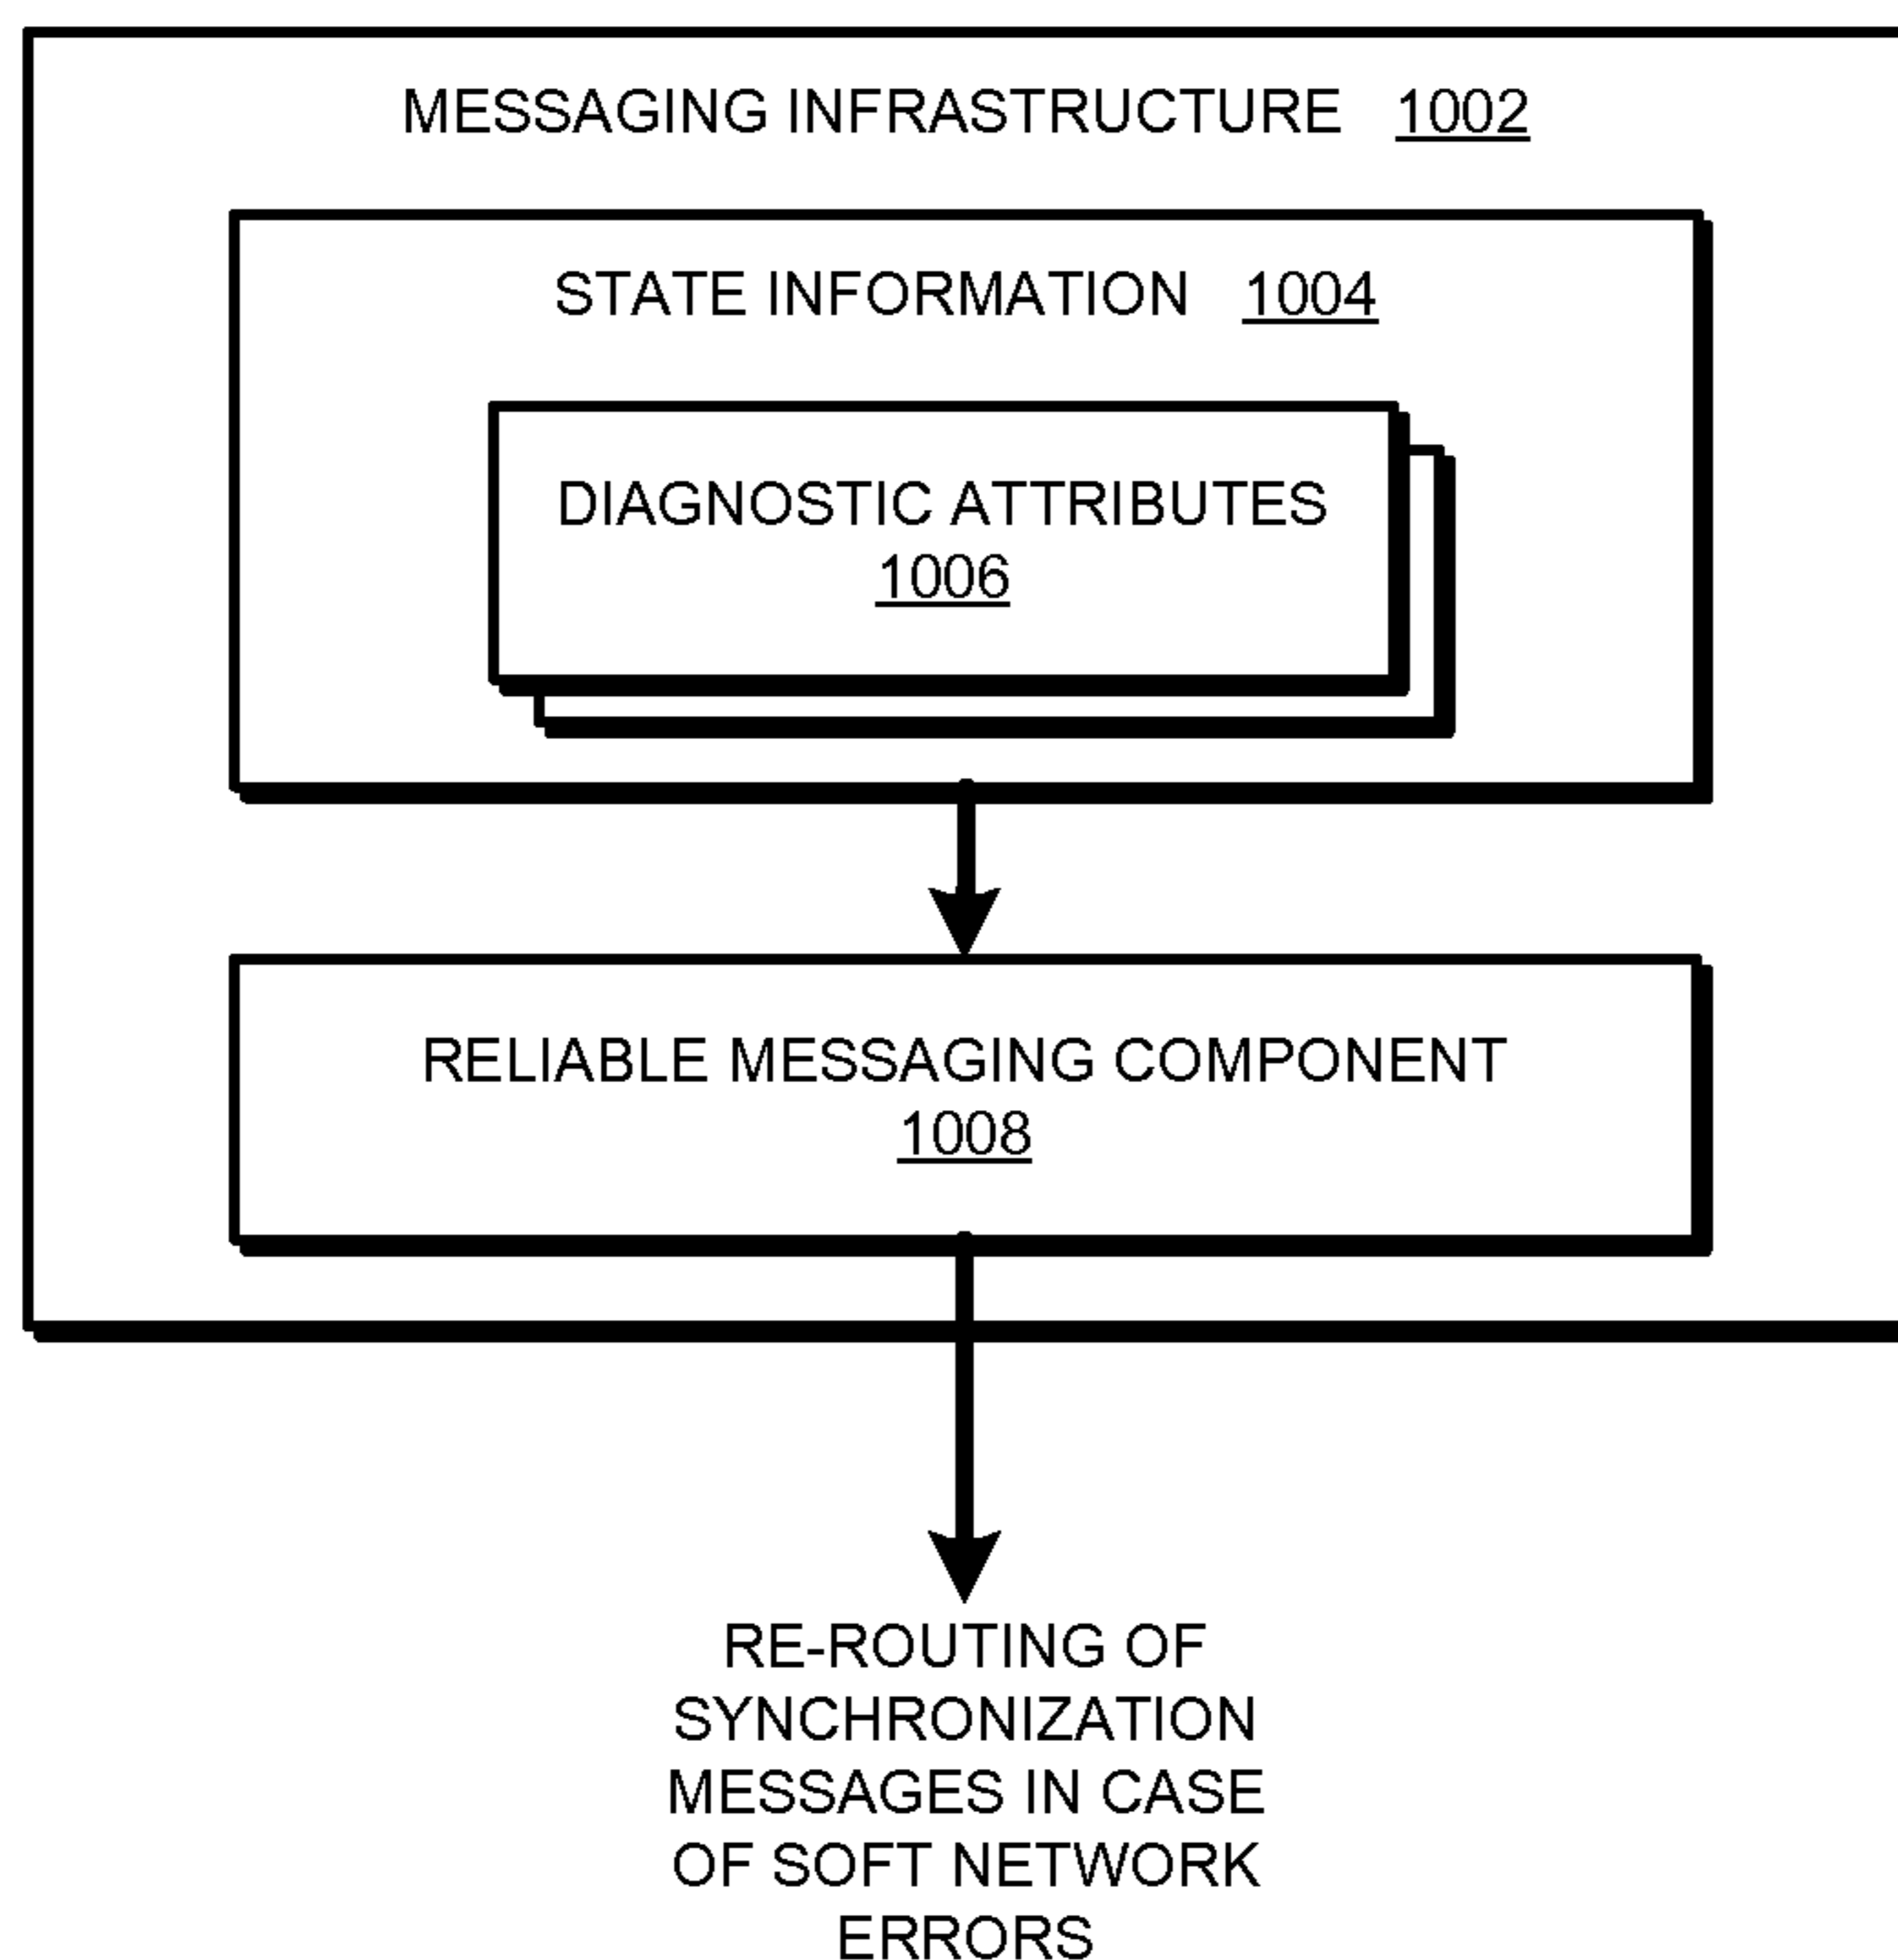 MESSAGING INFRASTRUCTURE 1002
STATE INFORMATION 1004
DIAGNOSTIC ATTRIBUTES
1006
RELIABLE MESSAGING COMPONENT
1008
RE-ROUTING OF
SYNCHRONIZATION
MESSAGES IN CASE
OF SOFT NETWORK
ERRORS